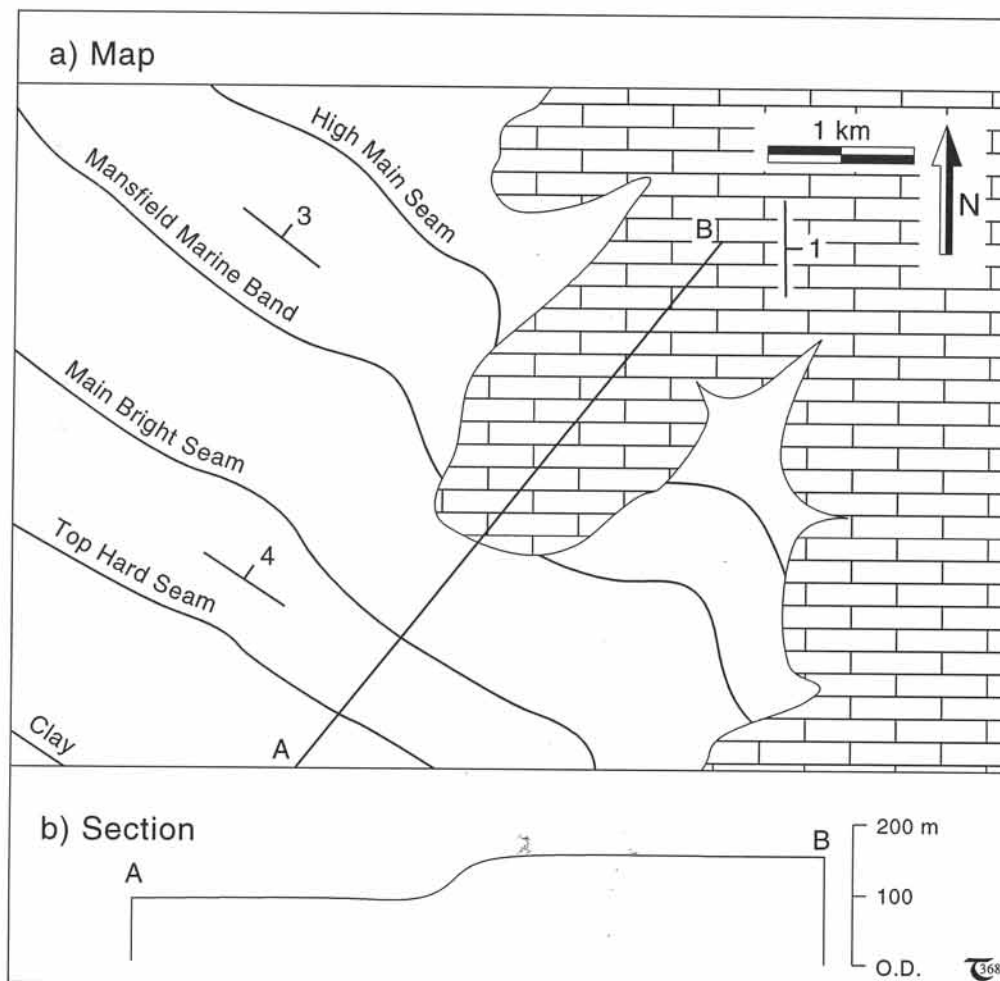 a) Map
High Main Seam
1 km
Mansfield Marine Band
3
N
B
1
Main Bright Seam
4
Top Hard Seam
Clay
A
b) Section
200 m
A
B
100
O.D.
368